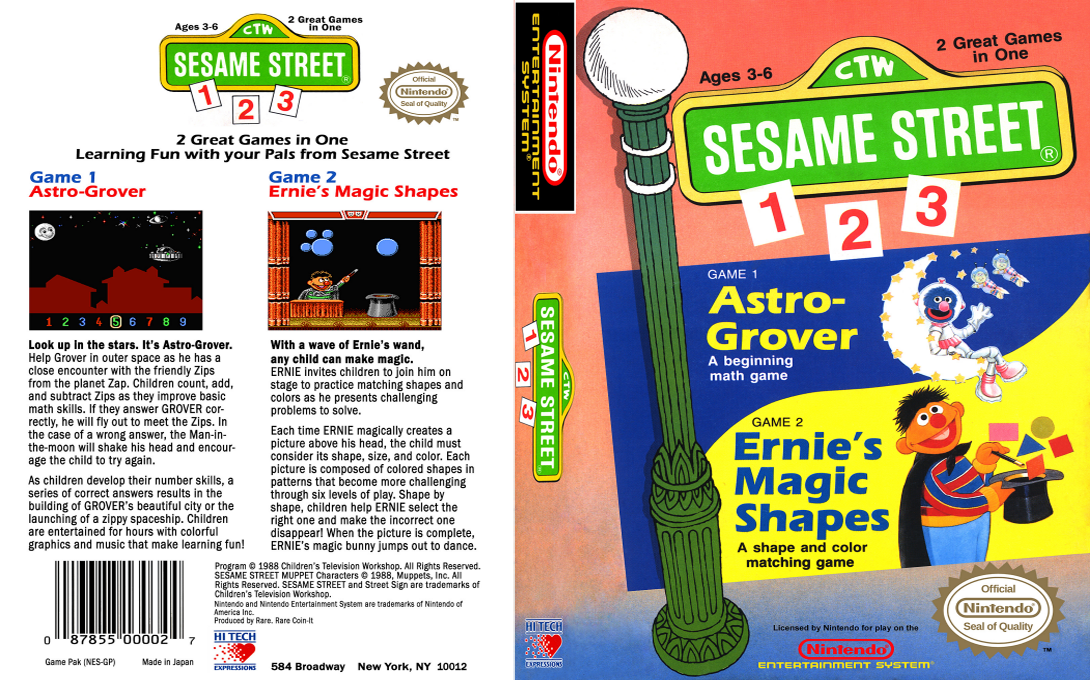 Ages 3-6
2 Great Games
in One
CTW
SESAME STREET®
1 2 3
Official
Nintendo®
Seal of Quality
™
2 Great Games in One
Learning Fun with your Pals from Sesame Street
Game 1
Astro-Grover
1 2 3 4 5 6 7 8 9
Look up in the stars. It's Astro-Grover.
Help Grover in outer space as he has a
close encounter with the friendly Zips
from the planet Zap. Children count, add,
and subtract Zips as they improve basic
math skills. If they answer GROVER cor-
rectly, he will fly out to meet the Zips. In
the case of a wrong answer, the Man-in-
the-moon will shake his head and encour-
age the child to try again.
As children develop their number skills, a
series of correct answers results in the
building of GROVER's beautiful city or the
launching of a zippy spaceship. Children
are entertained for hours with colorful
graphics and music that make learning fun!
Game 2
Ernie's Magic Shapes
With a wave of Ernie's wand,
any child can make magic.
ERNIE invites children to join him on
stage to practice matching shapes and
colors as he presents challenging
problems to solve.
Each time ERNIE magically creates a
picture above his head, the child must
consider its shape, size, and color. Each
picture is composed of colored shapes in
patterns that become more challenging
through six levels of play. Shape by
shape, children help ERNIE select the
right one and make the incorrect one
disappear! When the picture is complete,
ERNIE's magic bunny jumps out to dance.
0 87855 00002 7
Game Pak (NES-GP)
Made in Japan
Program © 1988 Children's Television Workshop. All Rights Reserved.
SESAME STREET MUPPET Characters © 1988, Muppets, Inc. All
Rights Reserved. SESAME STREET and Street Sign are trademarks of
Children's Television Workshop.
Nintendo and Nintendo Entertainment System are trademarks of Nintendo of
America Inc.
Produced by Rare. Rare Coin-It
HI TECH
EXPRESSIONS
584 Broadway New York, NY 10012
Nintendo®
ENTERTAINMENT
SYSTEM®
CTW
SESAME STREET®
1 2 3
HI TECH
EXPRESSIONS
Ages 3-6
2 Great Games
in One
CTW
SESAME STREET®
1 2 3
GAME 1
Astro-
Grover
A beginning
math game
GAME 2
Ernie's
Magic
Shapes
A shape and color
matching game
Licensed by Nintendo for play on the
Nintendo®
ENTERTAINMENT SYSTEM®
Official
Nintendo®
Seal of Quality
™